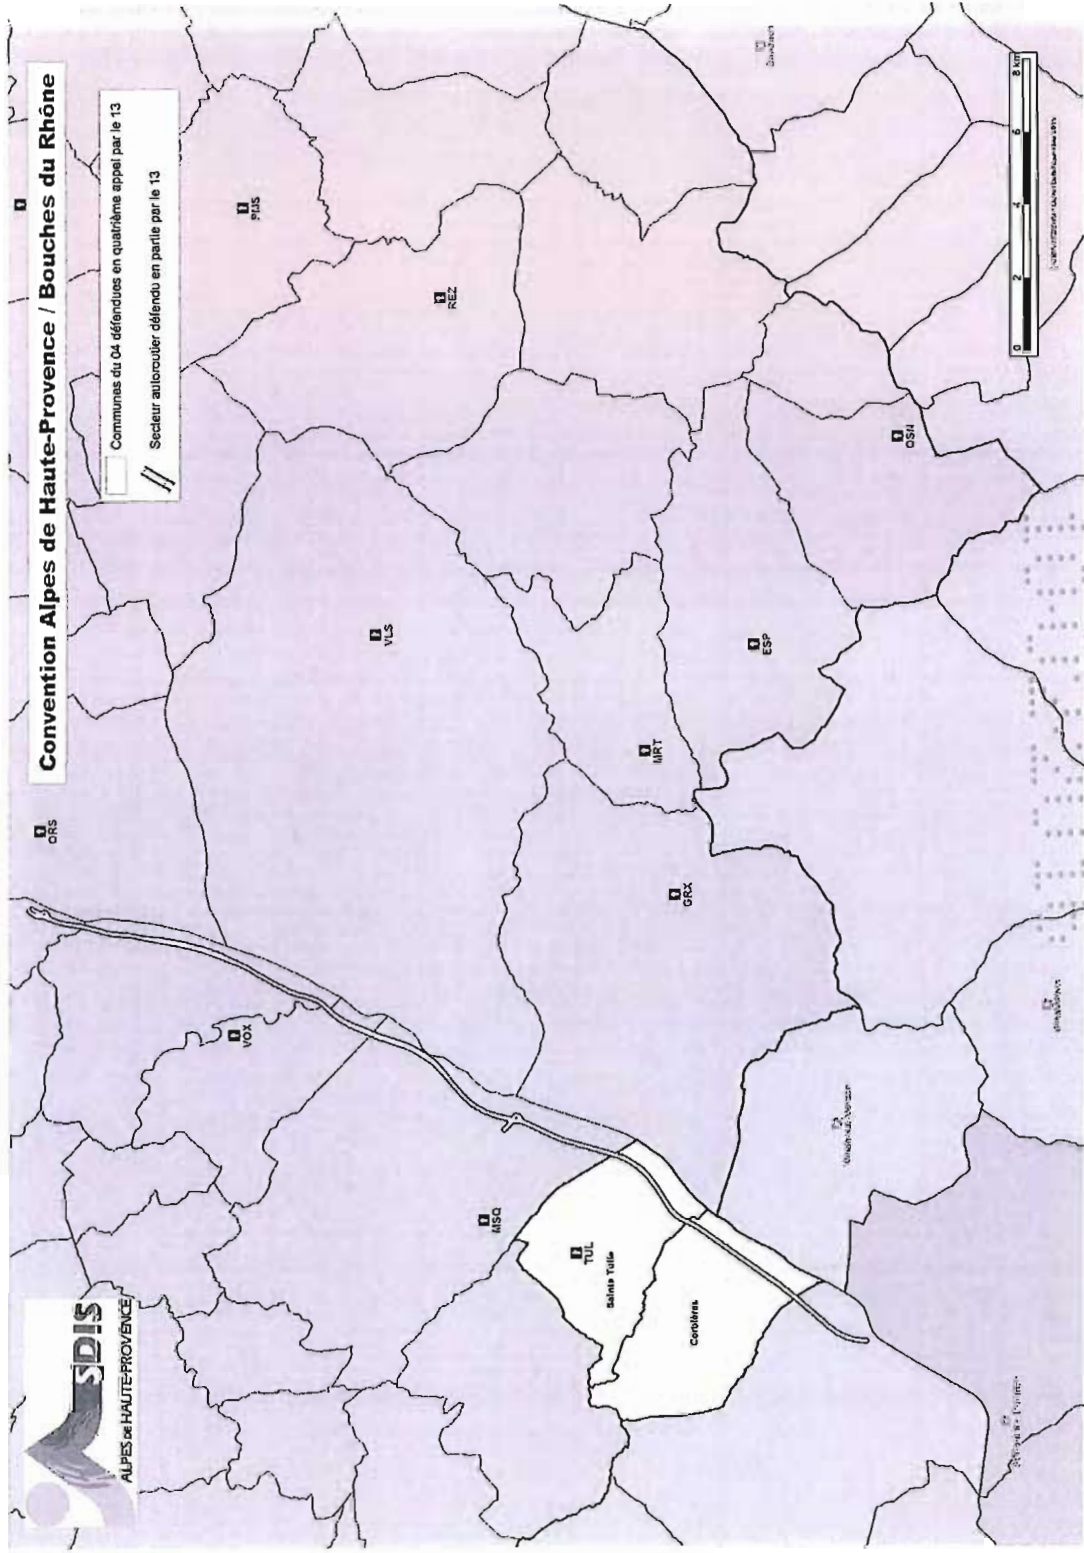 Convention Alpes de Haute-Provence / Bouches du Rhône
Communes du 04 défendues en quatrième appel par le 13
Secteur autoroutier défendu en partie par le 13
SDIS
ALPES DE HAUTE-PROVENCE
ORS
PUS
VOX
VLS
REZ
MSQ
TUL
Sainte Tulle
Corbières
GRX
MRT
ESP
OSN
0 2 4 6 8 km